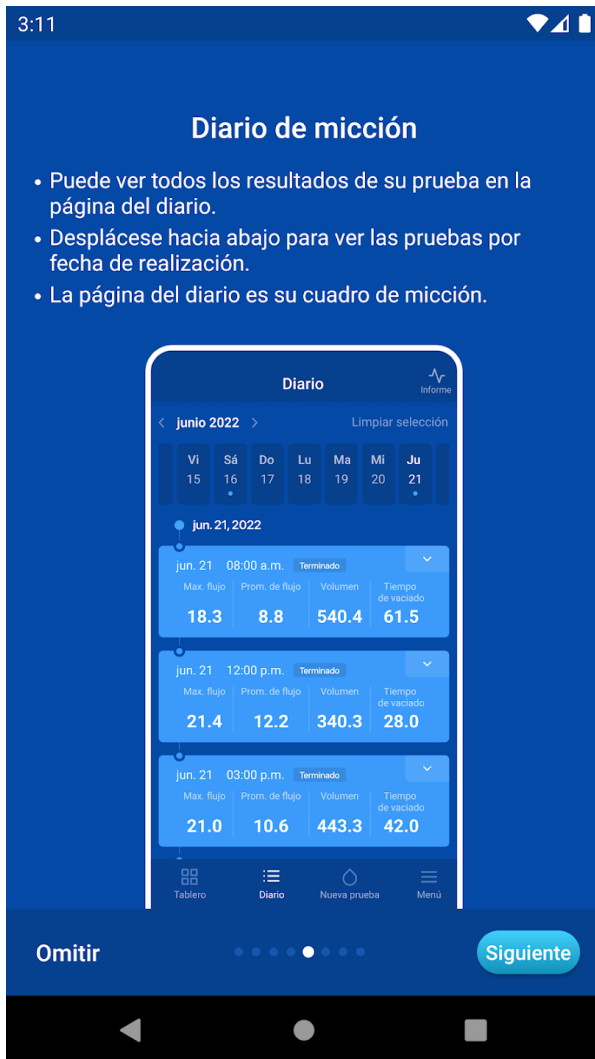 3:11
Diario de micción
• Puede ver todos los resultados de su prueba en la
página del diario.
• Desplácese hacia abajo para ver las pruebas por
fecha de realización.
• La página del diario es su cuadro de micción.
Diario
Informe
junio 2022
Limpiar selección
Vi Sá Do Lu Ma Mi Ju
15 16 17 18 19 20 21
jun. 21, 2022
jun. 21 08:00 a.m. Terminado
Max. flujo Prom. de flujo Volumen Tiempo
de vaciado
18.3 8.8 540.4 61.5
jun. 21 12:00 p.m. Terminado
Max. flujo Prom. de flujo Volumen Tiempo
de vaciado
21.4 12.2 340.3 28.0
jun. 21 03:00 p.m. Terminado
Max. flujo Prom. de flujo Volumen Tiempo
de vaciado
21.0 10.6 443.3 42.0
Tablero Diario Nueva prueba Menú
Omitir
Siguiente